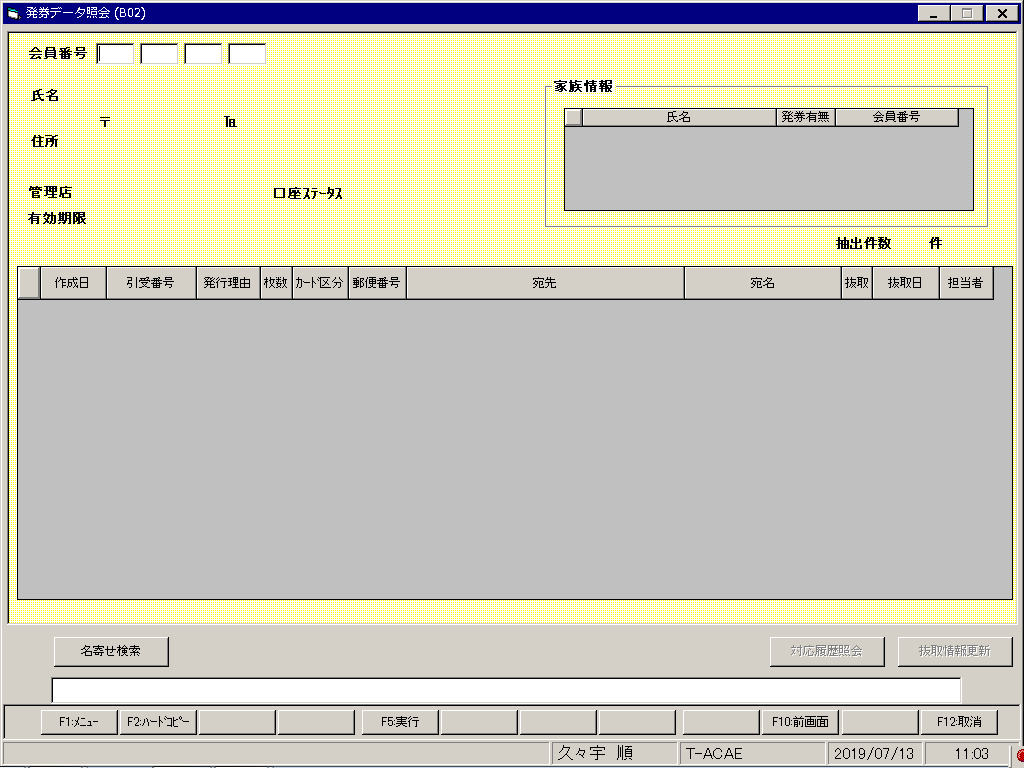 発券データ照会 (B02)
会員番号
氏名
〒 ℡
住所
管理店 口座ｽﾃｰﾀｽ
有効期限
家族情報
氏名 発券有無 会員番号
抽出件数 件
作成日 引受番号 発行理由 枚数 ｶｰﾄﾞ区分 郵便番号 宛先 宛名 抜取 抜取日 担当者
名寄せ検索 対応履歴照会 抜取情報更新
F1:ﾒﾆｭｰ F2:ﾊｰﾄﾞｺﾋﾟｰ F5:実行 F10:前画面 F12:取消
久々宇 順 T-ACAE 2019/07/13 11:03